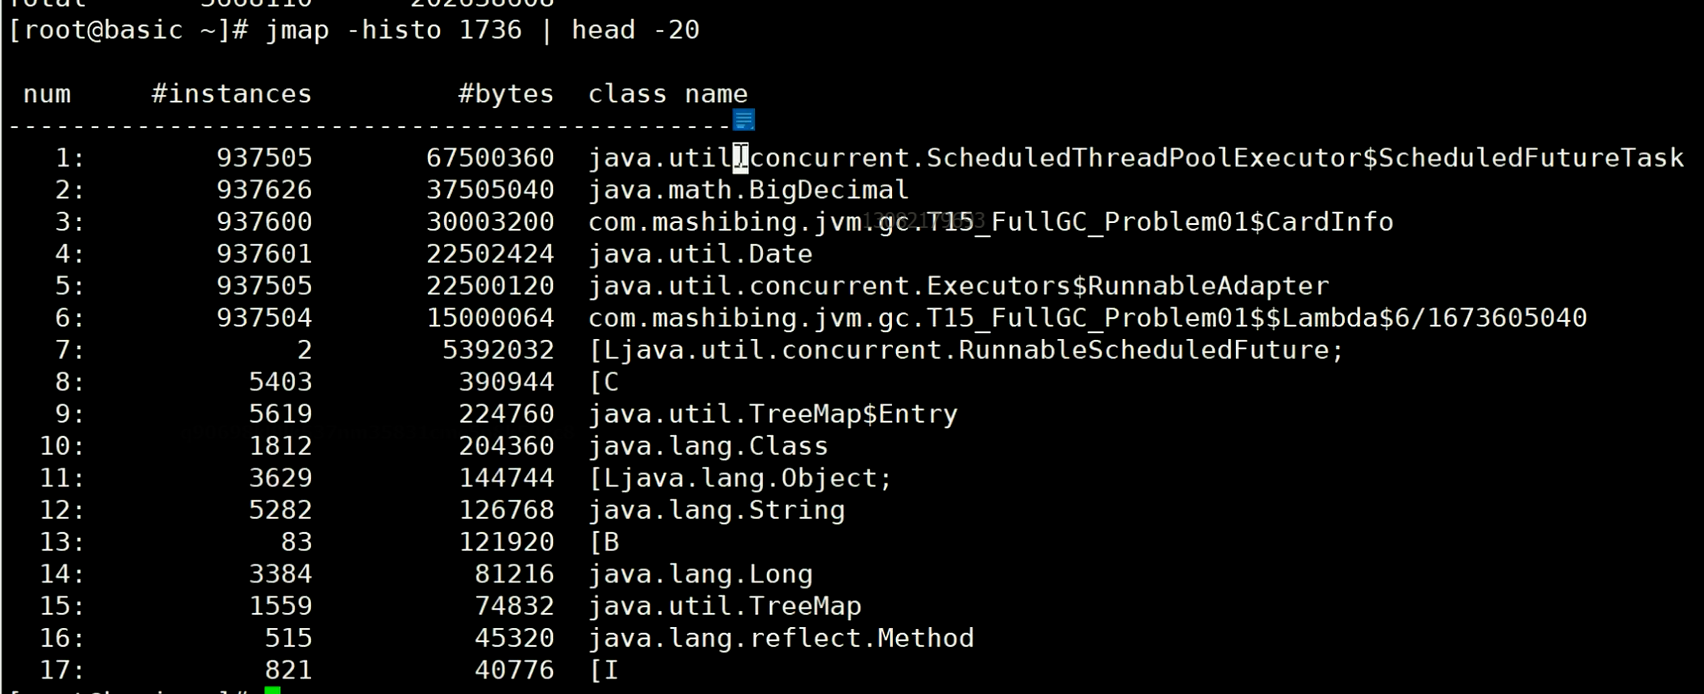 [root@basic ~]# jmap -histo 1736 | head -20
num     #instances         #bytes  class name
----------------------------------------------
1:        937505       67500360  java.util.concurrent.ScheduledThreadPoolExecutor$ScheduledFutureTask
2:        937626       37505040  java.math.BigDecimal
3:        937600       30003200  com.mashibing.jvm.gc.T15_FullGC_Problem01$CardInfo
4:        937601       22502424  java.util.Date
5:        937505       22500120  java.util.concurrent.Executors$RunnableAdapter
6:        937504       15000064  com.mashibing.jvm.gc.T15_FullGC_Problem01$$Lambda$6/1673605040
7:             2        5392032  [Ljava.util.concurrent.RunnableScheduledFuture;
8:          5403         390944  [C
9:          5619         224760  java.util.TreeMap$Entry
10:          1812         204360  java.lang.Class
11:          3629         144744  [Ljava.lang.Object;
12:          5282         126768  java.lang.String
13:            83         121920  [B
14:          3384          81216  java.lang.Long
15:          1559          74832  java.util.TreeMap
16:           515          45320  java.lang.reflect.Method
17:           821          40776  [I